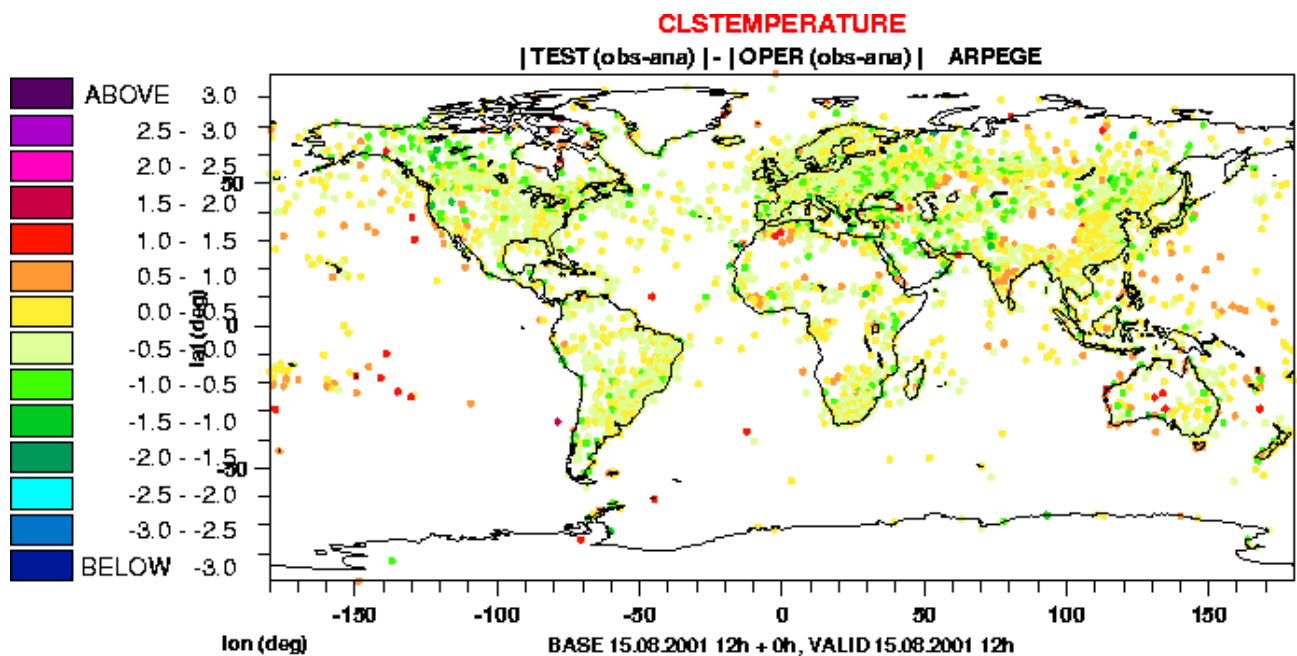 CLSTEMPERATURE
|TEST (obs-ana) | - |OPER (obs-ana) | ARPEGE
ABOVE 3.0
2.5 - 3.0
2.0 - 2.5
1.5 - 2.0
1.0 - 1.5
0.5 - 1.0
0.0 - 0.5
-0.5 - 0.0
-1.0 - -0.5
-1.5 - -1.0
-2.0 - -1.5
-2.5 - -2.0
-3.0 - -2.5
BELOW -3.0
50
0
-50
lat (deg)
-150 -100 -50 0 50 100 150
lon (deg)
BASE 15.08.2001 12h + 0h, VALID 15.08.2001 12h